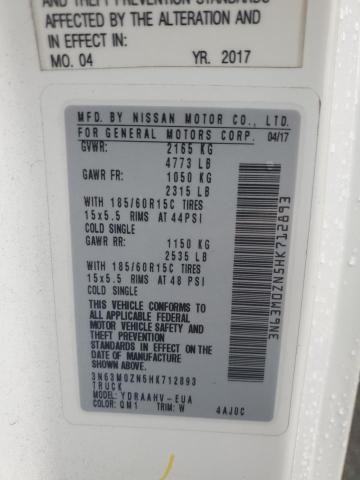 AND THEFT PREVENTION STANDARDS
AFFECTED BY THE ALTERATION AND
IN EFFECT IN:
MO. 04 YR. 2017
MFD. BY NISSAN MOTOR CO., LTD.
FOR GENERAL MOTORS CORP. 04/17
GVWR: 2165 KG
4773 LB
GAWR FR: 1050 KG
2315 LB
WITH 185/60R15C TIRES
15x5.5 RIMS AT 44PSI
COLD SINGLE
GAWR RR: 1150 KG
2535 LB
WITH 185/60R15C TIRES
15x5.5 RIMS AT 48 PSI
COLD SINGLE
THIS VEHICLE CONFORMS TO
ALL APPLICABLE FEDERAL
MOTOR VEHICLE SAFETY
AND THEFT PREVENTION
STANDARDS IN EFFECT ON
THE DATE OF MANUFACTURE
SHOWN ABOVE.
3N63M0ZN5HK712893
TRUCK
MODEL: YDRAAHV-EUA
COLOR: QM1 TRIM: W 4AJ0C
3N63M0ZN5HK712893